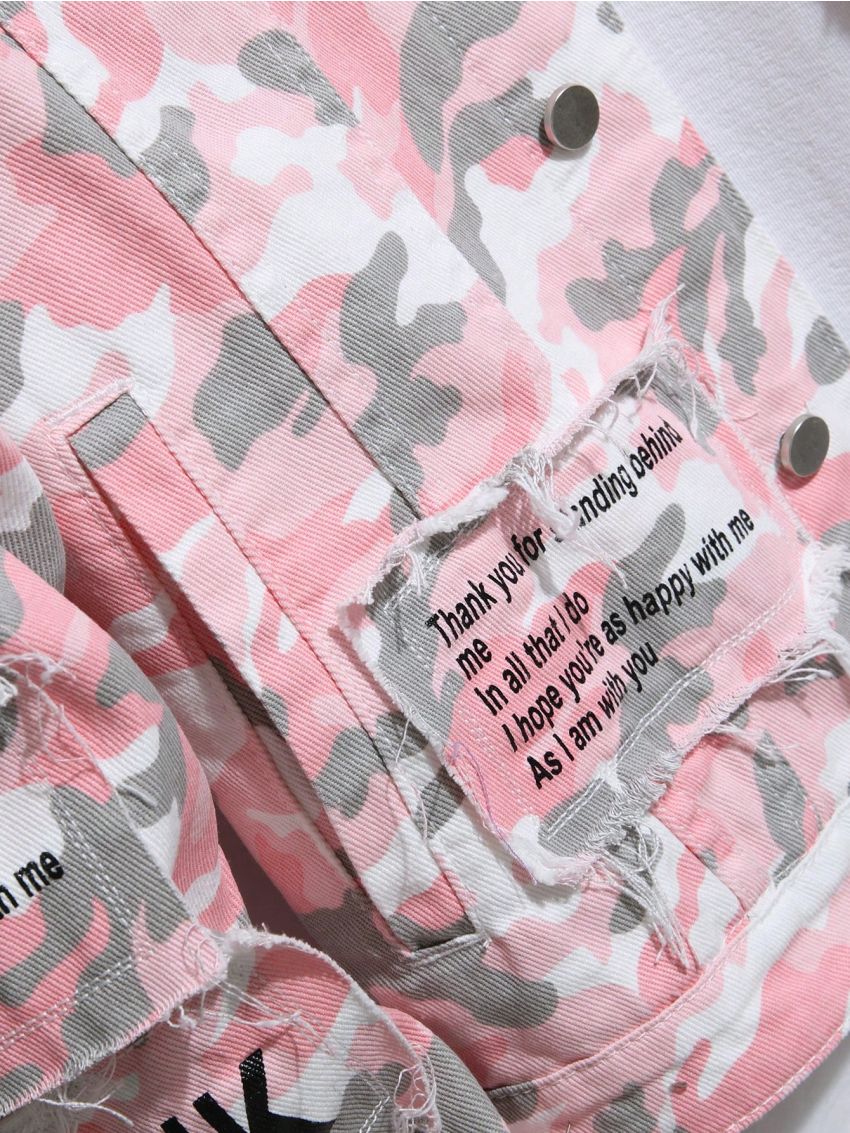 Thank you for standing behind
me
In all that I do
I hope you're as happy with me
As I am with you
me